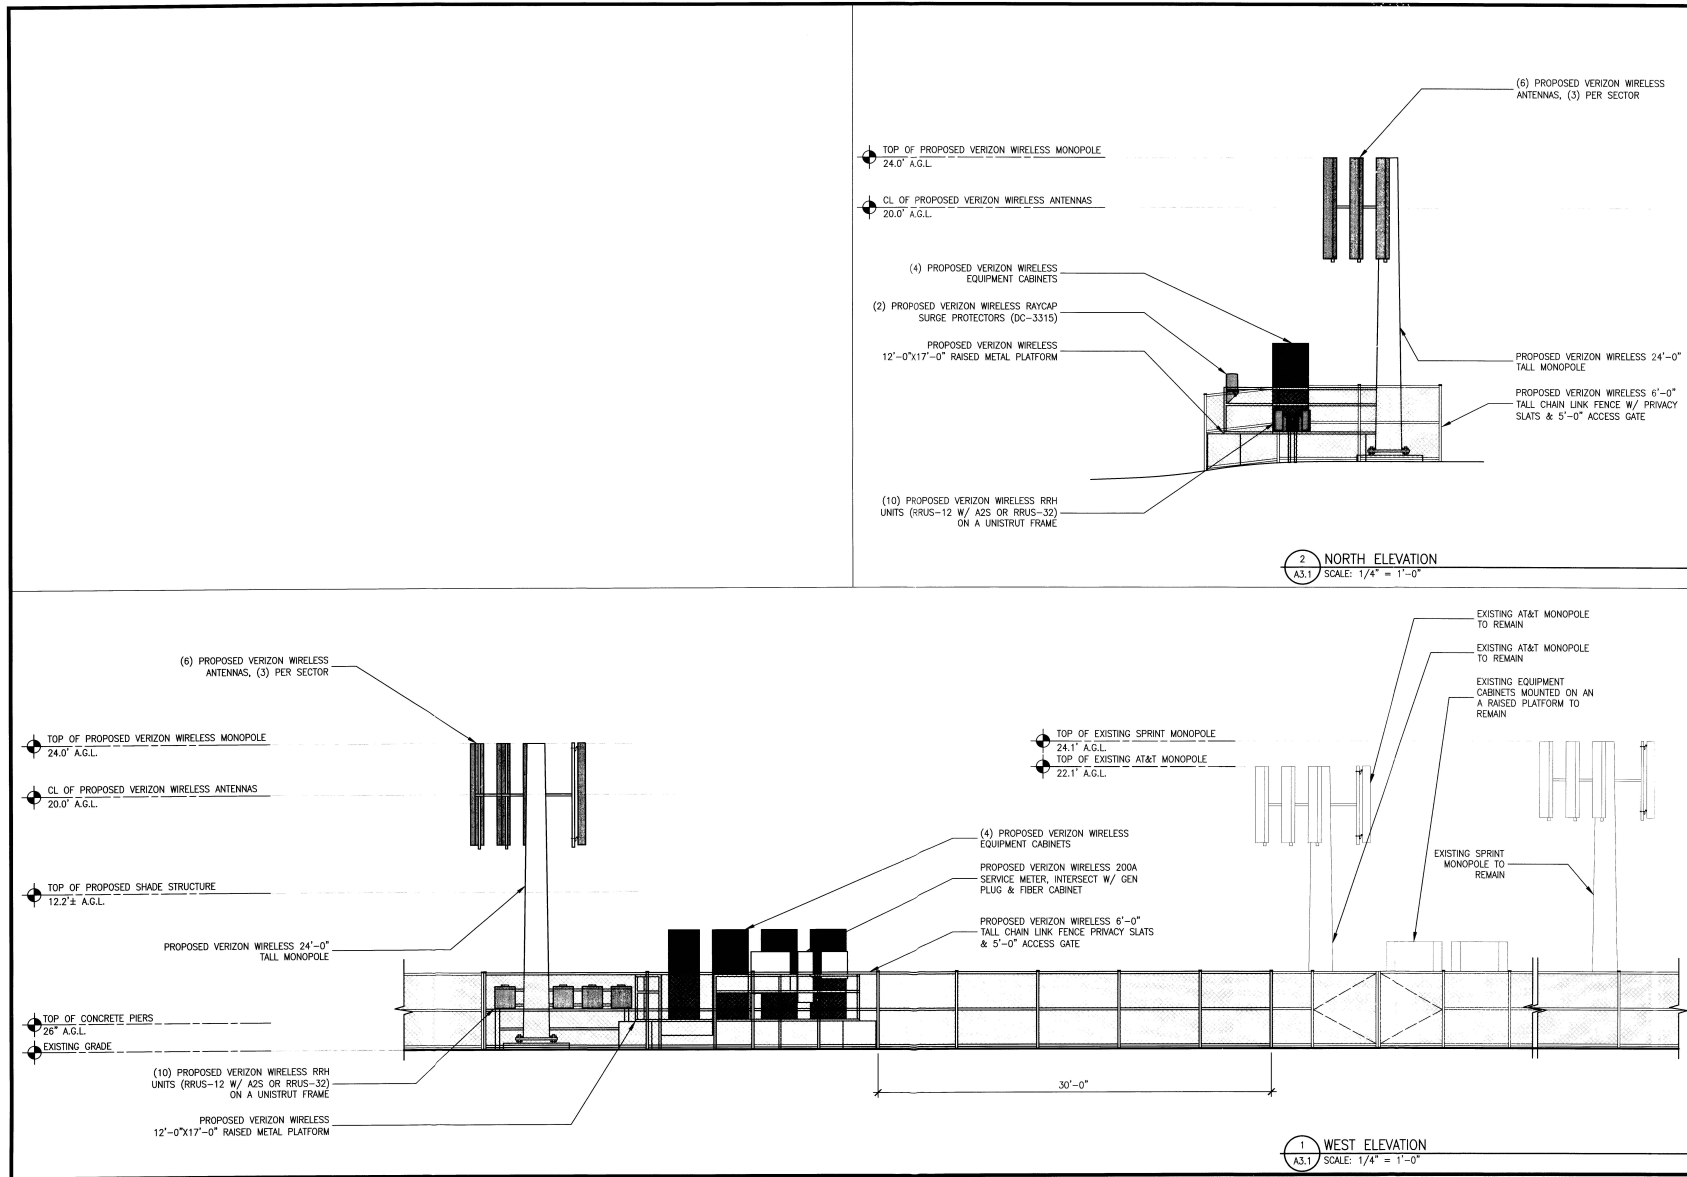 (6) PROPOSED VERIZON WIRELESS
ANTENNAS, (3) PER SECTOR
TOP OF PROPOSED VERIZON WIRELESS MONOPOLE
24.0' A.G.L.
CL OF PROPOSED VERIZON WIRELESS ANTENNAS
20.0' A.G.L.
(4) PROPOSED VERIZON WIRELESS
EQUIPMENT CABINETS
(2) PROPOSED VERIZON WIRELESS RAYCAP
SURGE PROTECTORS (DC-3315)
PROPOSED VERIZON WIRELESS
12'-0"X17'-0" RAISED METAL PLATFORM
PROPOSED VERIZON WIRELESS 24'-0"
TALL MONOPOLE
PROPOSED VERIZON WIRELESS 6'-0"
TALL CHAIN LINK FENCE W/ PRIVACY
SLATS & 5'-0" ACCESS GATE
(10) PROPOSED VERIZON WIRELESS RRH
UNITS (RRUS-12 W/ A2S OR RRUS-32)
ON A UNISTRUT FRAME
2
A3.1
NORTH ELEVATION
SCALE: 1/4" = 1'-0"
EXISTING AT&T MONOPOLE
TO REMAIN
EXISTING AT&T MONOPOLE
TO REMAIN
EXISTING EQUIPMENT
CABINETS MOUNTED ON AN
A RAISED PLATFORM TO
REMAIN
(6) PROPOSED VERIZON WIRELESS
ANTENNAS, (3) PER SECTOR
TOP OF PROPOSED VERIZON WIRELESS MONOPOLE
24.0' A.G.L.
TOP OF EXISTING SPRINT MONOPOLE
24.1' A.G.L.
TOP OF EXISTING AT&T MONOPOLE
22.1' A.G.L.
CL OF PROPOSED VERIZON WIRELESS ANTENNAS
20.0' A.G.L.
(4) PROPOSED VERIZON WIRELESS
EQUIPMENT CABINETS
EXISTING SPRINT
MONOPOLE TO
REMAIN
PROPOSED VERIZON WIRELESS 200A
SERVICE METER, INTERSECT W/ GEN
PLUG & FIBER CABINET
TOP OF PROPOSED SHADE STRUCTURE
12.2'± A.G.L.
PROPOSED VERIZON WIRELESS 6'-0"
TALL CHAIN LINK FENCE PRIVACY SLATS
& 5'-0" ACCESS GATE
PROPOSED VERIZON WIRELESS 24'-0"
TALL MONOPOLE
TOP OF CONCRETE PIERS
26" A.G.L.
EXISTING GRADE
(10) PROPOSED VERIZON WIRELESS RRH
UNITS (RRUS-12 W/ A2S OR RRUS-32)
ON A UNISTRUT FRAME
30'-0"
PROPOSED VERIZON WIRELESS
12'-0"X17'-0" RAISED METAL PLATFORM
1
A3.1
WEST ELEVATION
SCALE: 1/4" = 1'-0"